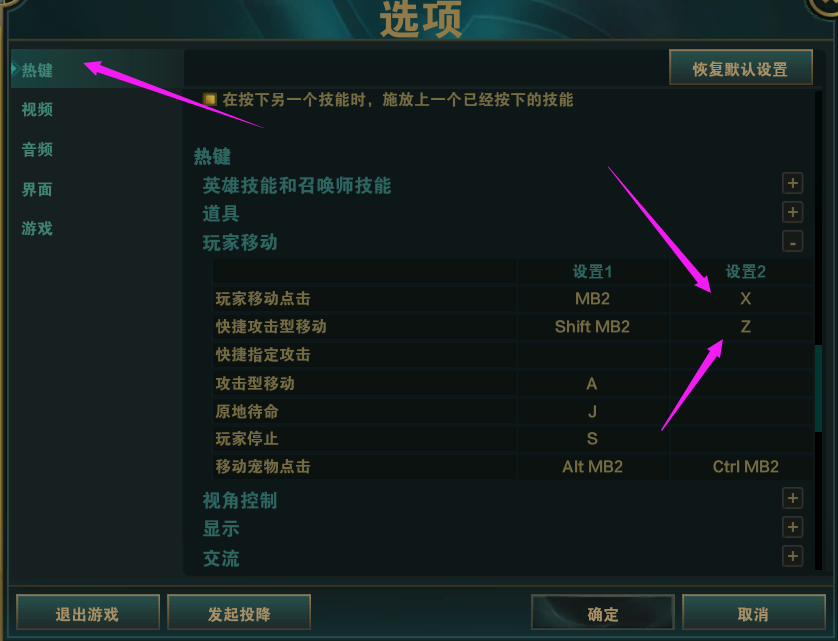 选项
热键
恢复默认设置
在按下另一个技能时，施放上一个已经按下的技能
视频
音频
界面
游戏
热键
英雄技能和召唤师技能 +
道具 +
玩家移动 -
设置1 设置2
玩家移动点击 MB2 X
快捷攻击型移动 Shift MB2 Z
快捷指定攻击
攻击型移动 A
原地待命 J
玩家停止 S
移动宠物点击 Alt MB2 Ctrl MB2
视角控制 +
显示 +
交流 +
退出游戏 发起投降 确定 取消